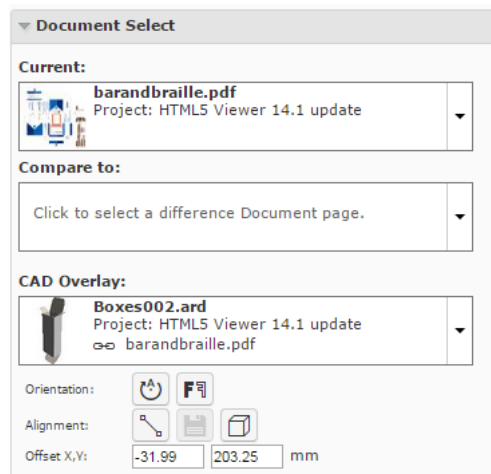 Document Select
Current:
barandbraille.pdf
Project: HTML5 Viewer 14.1 update
Compare to:
Click to select a difference Document page.
CAD Overlay:
Boxes002.ard
Project: HTML5 Viewer 14.1 update
barandbraille.pdf
Orientation:
Alignment:
Offset X,Y: -31.99 203.25 mm